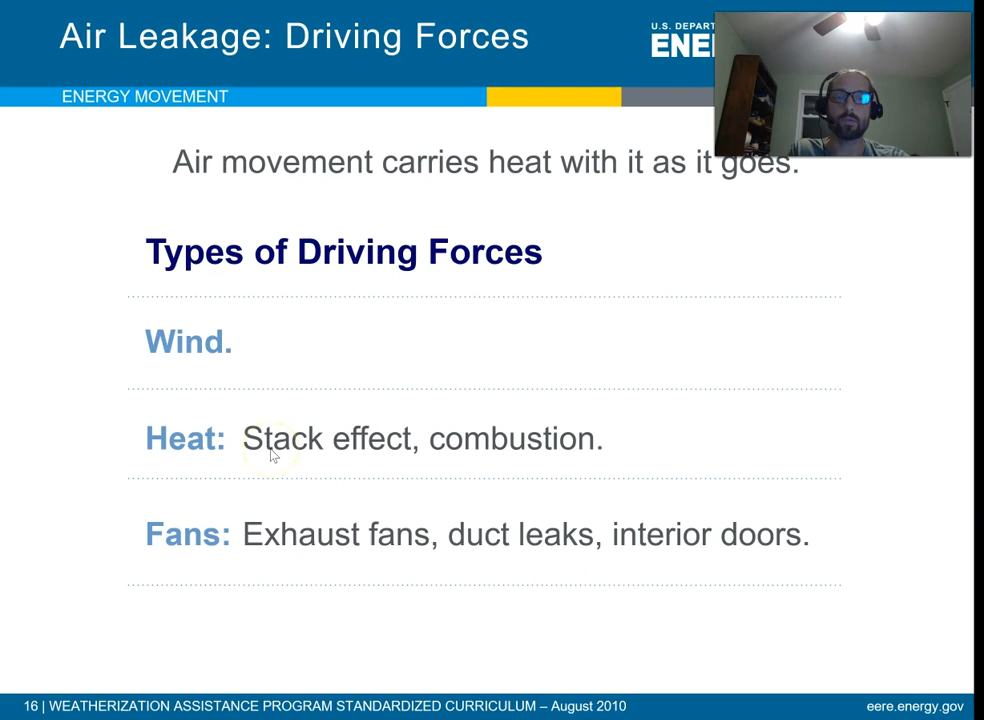 Air Leakage: Driving Forces
U.S.
ENERGY MOVEMENT
Air movement carries heat with it as it goes.
Types of Driving Forces
Wind.
Heat: Stack effect, combustion.
Fans: Exhaust fans, duct leaks, interior doors.
16 | WEATHERIZATION ASSISTANCE PROGRAM STANDARDIZED CURRICULUM – August 2010
eere.energy.gov